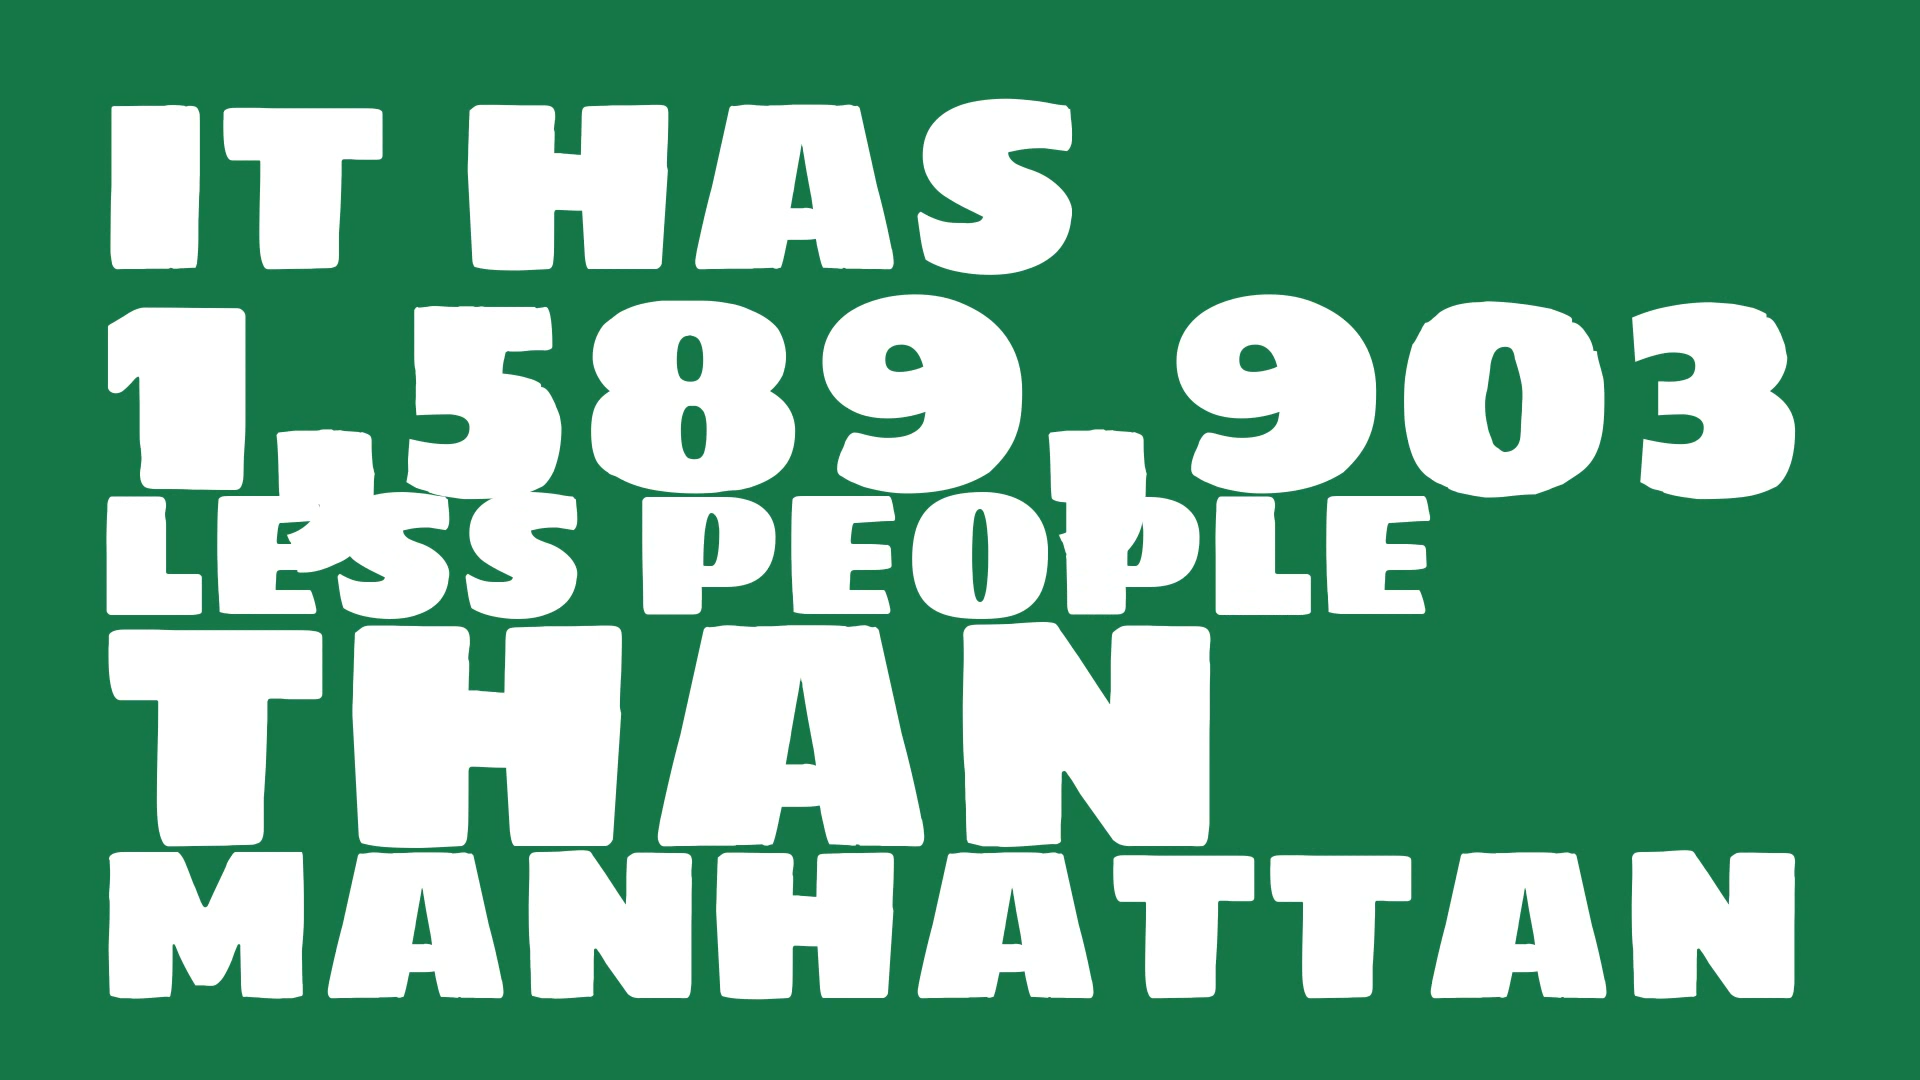 IT HAS
1,589,903
LESS PEOPLE
THAN
MANHATTAN